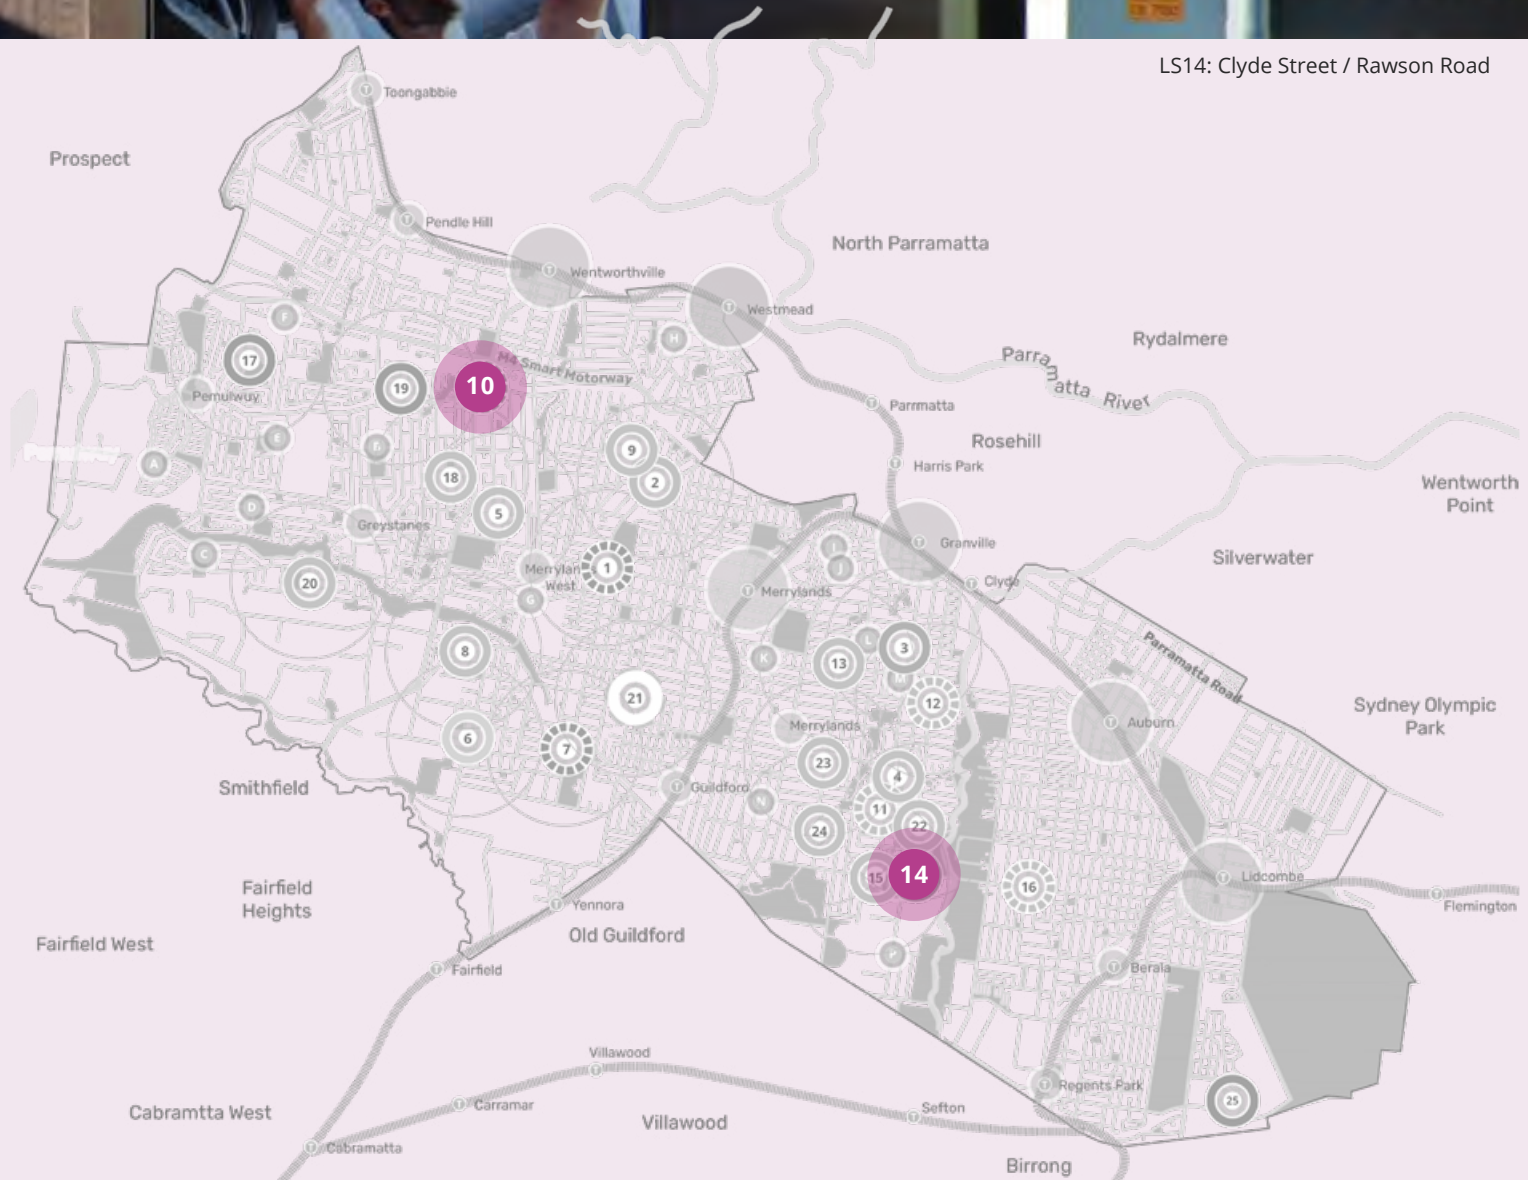 LS14: Clyde Street / Rawson Road
Toongabbie
Prospect
Pendle Hill
North Parramatta
Wentworthville
Westmead
F
H
Rydalmere
17
19
10
M4 Smart Motorway
Parramatta River
Pemulwuy
Parrmatta
E
Rosehill
A
9
Harris Park
18
2
Wentworth
Point
D
5
Greystanes
I
Granville
C
J
Silverwater
20
Merrylan
West
1
Clyde
Merrylands
G
8
L
3
Parramatta Road
K
13
M
21
12
Sydney Olympic
Park
6
7
Merrylands
Auburn
23
4
Smithfield
Guildford
N
11
24
22
15
14
16
Lidcombe
Fairfield
Heights
Yennora
Flemington
Fairfield West
Old Guildford
P
Fairfield
Berala
Villawood
Regents Park
25
Cabramtta West
Carramar
Villawood
Sefton
Cabramatta
Birrong